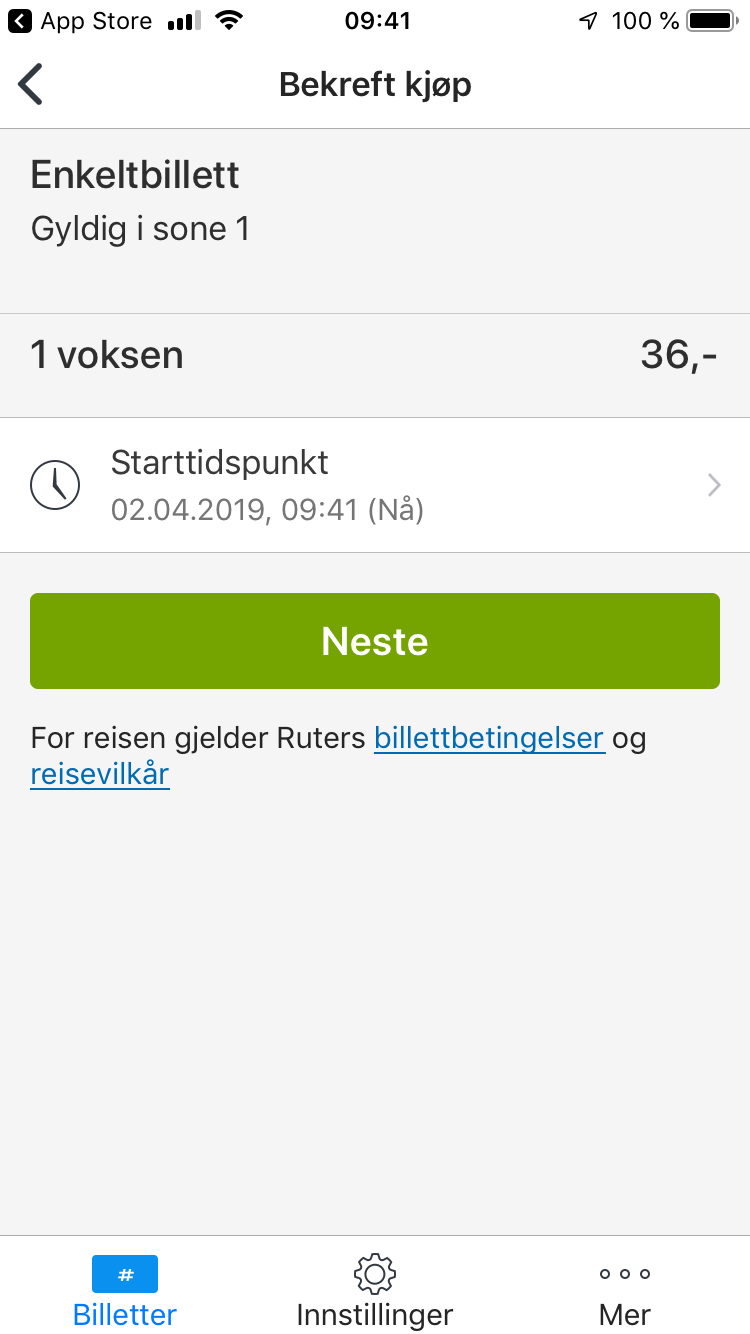 App Store 09:41 100 %
Bekreft kjøp
Enkeltbillett
Gyldig i sone 1
1 voksen 36,-
Starttidspunkt
02.04.2019, 09:41 (Nå)
Neste
For reisen gjelder Ruters billettbetingelser og
reisevilkår
#
Billetter Innstillinger Mer